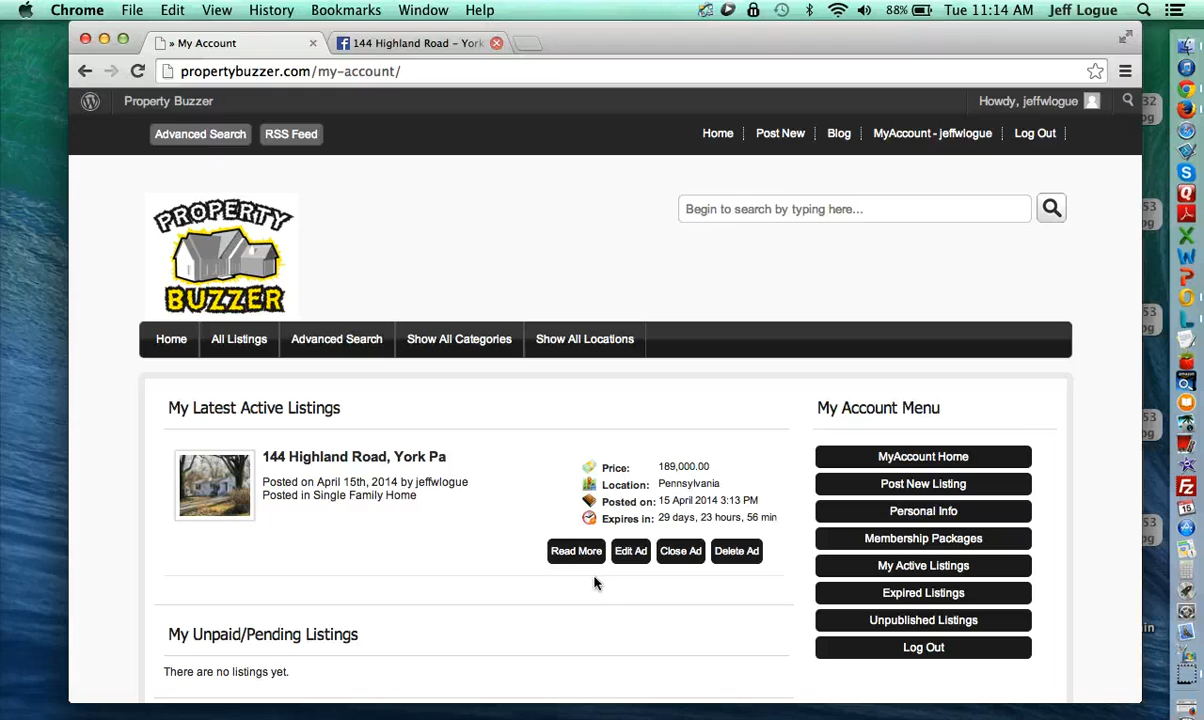 Chrome File Edit View History Bookmarks Window Help 88% Tue 11:14 AM Jeff Logue
» My Account 144 Highland Road – York
propertybuzzer.com/my-account/
Property Buzzer Howdy, jeffwlogue
Advanced Search RSS Feed Home Post New Blog MyAccount - jeffwlogue Log Out
PROPERTY
BUZZER
Begin to search by typing here...
Home All Listings Advanced Search Show All Categories Show All Locations
My Latest Active Listings
144 Highland Road, York Pa
Posted on April 15th, 2014 by jeffwlogue
Posted in Single Family Home
Price: 189,000.00
Location: Pennsylvania
Posted on: 15 April 2014 3:13 PM
Expires in: 29 days, 23 hours, 56 min
Read More Edit Ad Close Ad Delete Ad
My Unpaid/Pending Listings
There are no listings yet.
My Account Menu
MyAccount Home
Post New Listing
Personal Info
Membership Packages
My Active Listings
Expired Listings
Unpublished Listings
Log Out